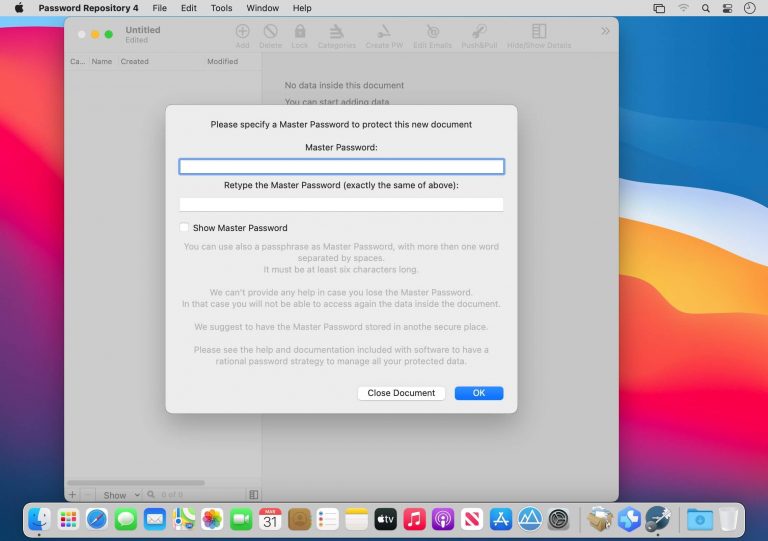 Password Repository 4 File Edit Tools Window Help
Untitled
Edited
Add Delete Lock Categories Create PW Edit Emails Push&Pull Hide/Show Details
Ca... Name Created Modified
No data inside this document
You can start adding data
Please specify a Master Password to protect this new document
Master Password:
Retype the Master Password (exactly the same of above):
Show Master Password
You can use also a passphrase as Master Password, with more then one word
separated by spaces.
It must be at least six characters long.
We can't provide any help in case you lose the Master Password.
In that case you will not be able to access again the data inside the document.
We suggest to have the Master Password stored in anothe secure place.
Please see the help and documentation included with software to have a
rational password strategy to manage all your protected data.
Close Document OK
Show 0 of 0
MAR
31
tv